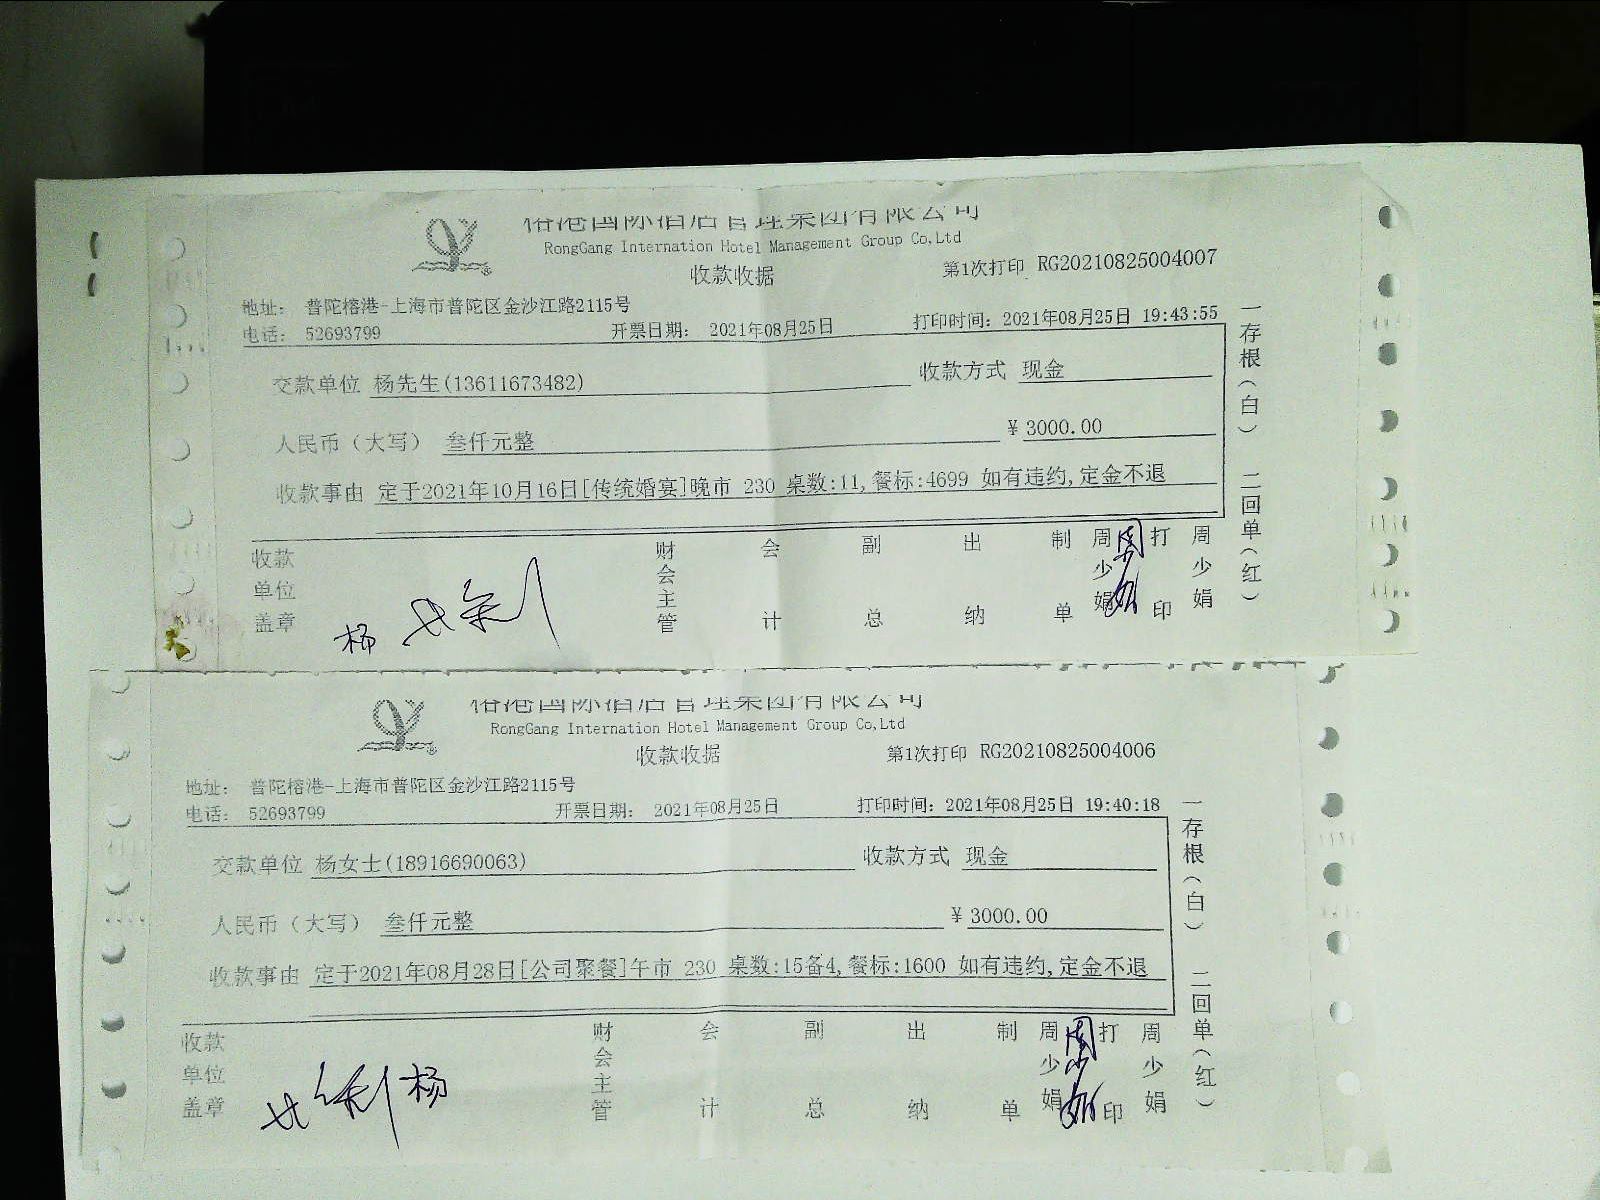 榕港国际酒店管理集团有限公司
RongGang Internation Hotel Management Group Co,Ltd
收款收据
第1次打印 RG20210825004007
地址： 普陀榕港-上海市普陀区金沙江路2115号
电话： 52693799 开票日期： 2021年08月25日 打印时间：2021年08月25日 19:43:55
交款单位 杨先生(13611673482) 收款方式 现金
人民币（大写） 叁仟元整 ￥3000.00
收款事由 定于2021年10月16日[传统婚宴]晚市 230 桌数:11,餐标:4699 如有违约,定金不退
收款单位盖章 杨 财会主管 会计 副总 出纳 制单 周少娟 周少娟 打印 周少娟
一存根（白） 二回单（红）
榕港国际酒店管理集团有限公司
RongGang Internation Hotel Management Group Co,Ltd
收款收据
第1次打印 RG20210825004006
地址： 普陀榕港-上海市普陀区金沙江路2115号
电话： 52693799 开票日期： 2021年08月25日 打印时间：2021年08月25日 19:40:18
交款单位 杨女士(18916690063) 收款方式 现金
人民币（大写） 叁仟元整 ￥3000.00
收款事由 定于2021年08月28日[公司聚餐]午市 230 桌数:15备4,餐标:1600 如有违约,定金不退
收款单位盖章 杨 财会主管 会计 副总 出纳 制单 周少娟 周少娟 打印 周少娟
一存根（白） 二回单（红）